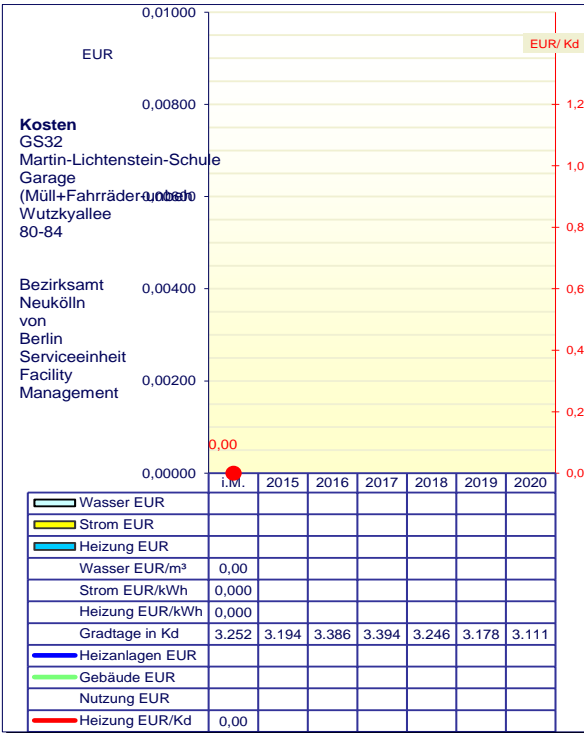 EUR
Kosten
GS32
Martin-Lichtenstein-Schule
Garage
(Müll+Fahrräder-unbeh
Wutzkyallee
80-84
Bezirksamt
Neukölln
von
Berlin
Serviceeinheit
Facility
Management
0,01000
0,00800
0,00600
0,00400
0,00200
0,00000
EUR/ Kd
1,2
1,0
0,8
0,6
0,4
0,2
0,0
0,00
i.M. 2015 2016 2017 2018 2019 2020
Wasser EUR
Strom EUR
Heizung EUR
Wasser EUR/m³ 0,00
Strom EUR/kWh 0,000
Heizung EUR/kWh 0,000
Gradtage in Kd 3.252 3.194 3.386 3.394 3.246 3.178 3.111
Heizanlagen EUR
Gebäude EUR
Nutzung EUR
Heizung EUR/Kd 0,00